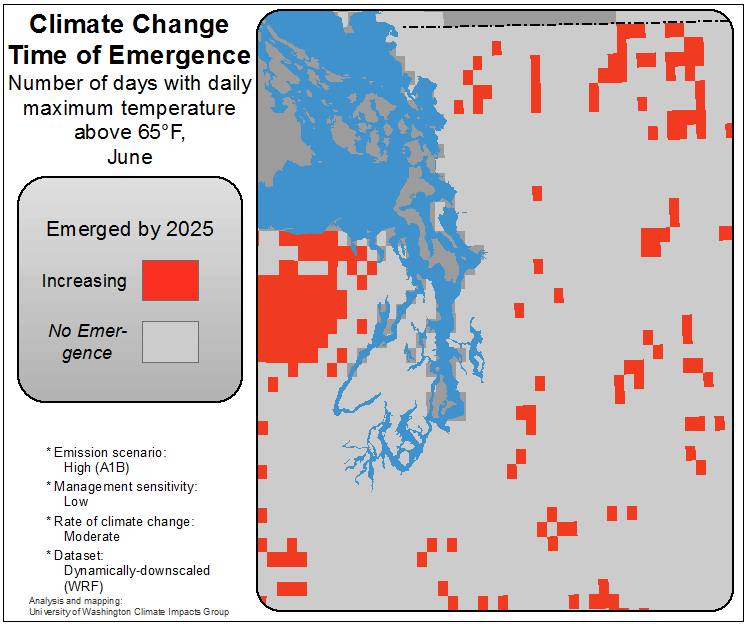 Climate Change
Time of Emergence
Number of days with daily
maximum temperature
above 65°F,
June
Emerged by 2025
Increasing
No Emer-
gence
* Emission scenario:
High (A1B)
* Management sensitivity:
Low
* Rate of climate change:
Moderate
* Dataset:
Dynamically-downscaled
(WRF)
Analysis and mapping:
University of Washington Climate Impacts Group